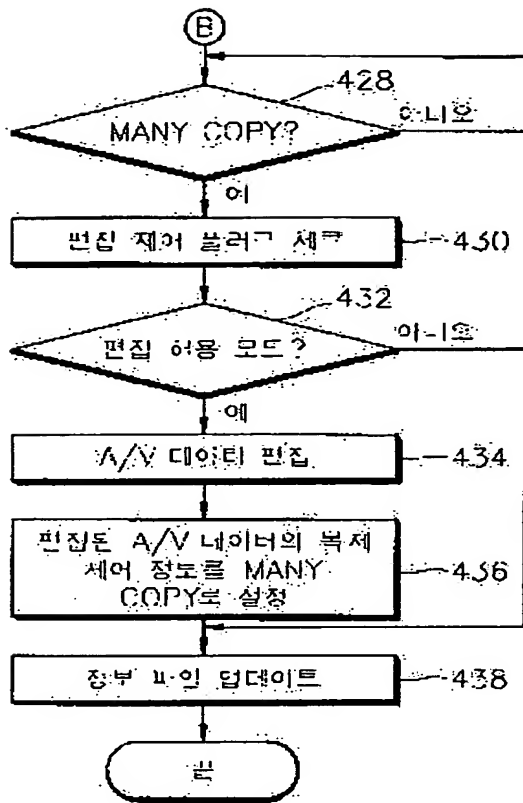 B
428
MANY COPY?
아니오
예
430
편집 제어 플러그 체크
432
편집 허용 모드?
아니오
예
A/V 데이터 편집
434
편집된 A/V 데이터의 복제
제어 정보를 MANY
COPY로 설정
436
정보 파일 업데이트
438
끝